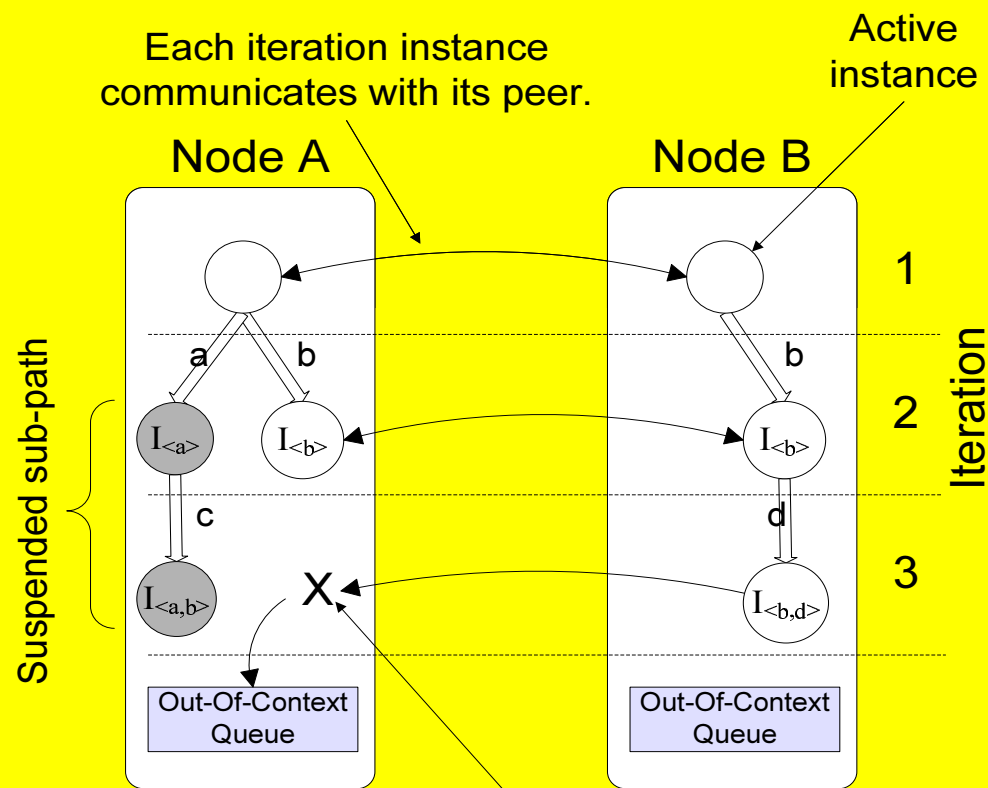 Each iteration instance
communicates with its peer.
Active
instance
Node A
Node B
1
a
b
b
Suspended sub-path
I<a>
I<b>
I<b>
2
Iteration
c
d
I<a,b>
X
I<b,d>
3
Out-Of-Context
Queue
Out-Of-Context
Queue